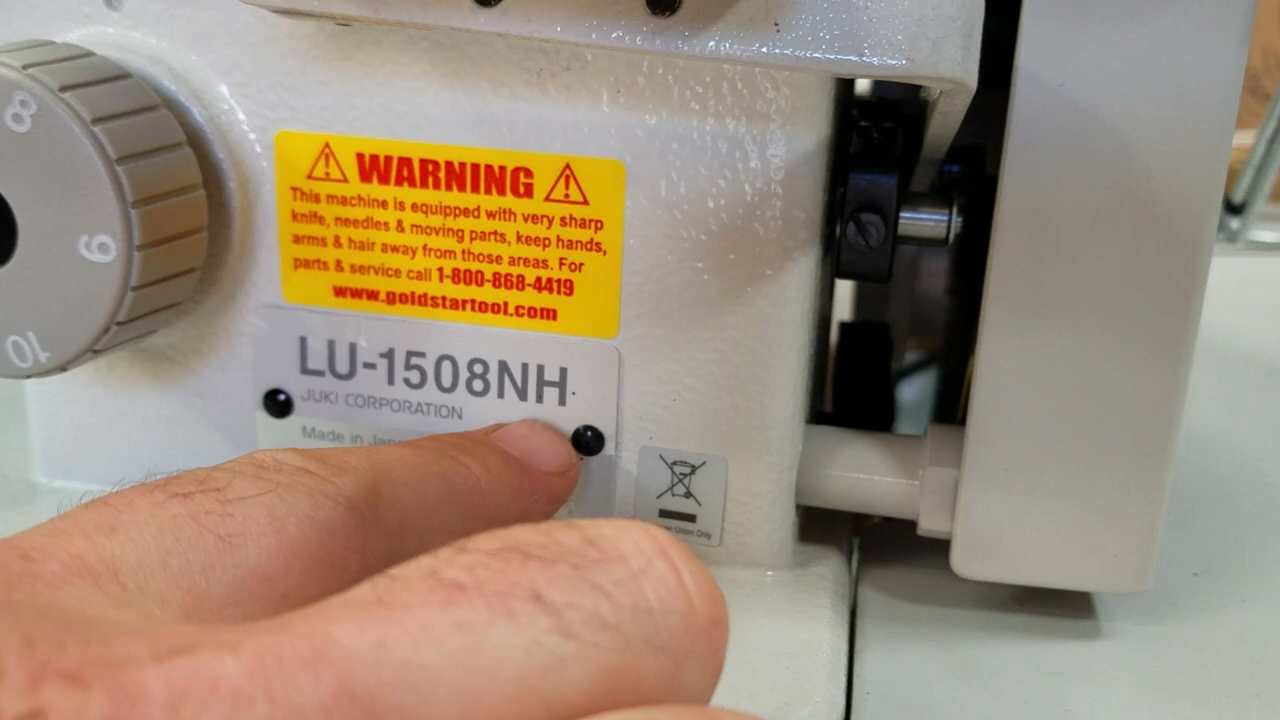 8
9
10
WARNING
This machine is equipped with very sharp
knife, needles & moving parts, keep hands,
arms & hair away from those areas. For
parts & service call 1-800-868-4419
www.goldstartool.com
LU-1508NH
JUKI CORPORATION
Made in
Union Only